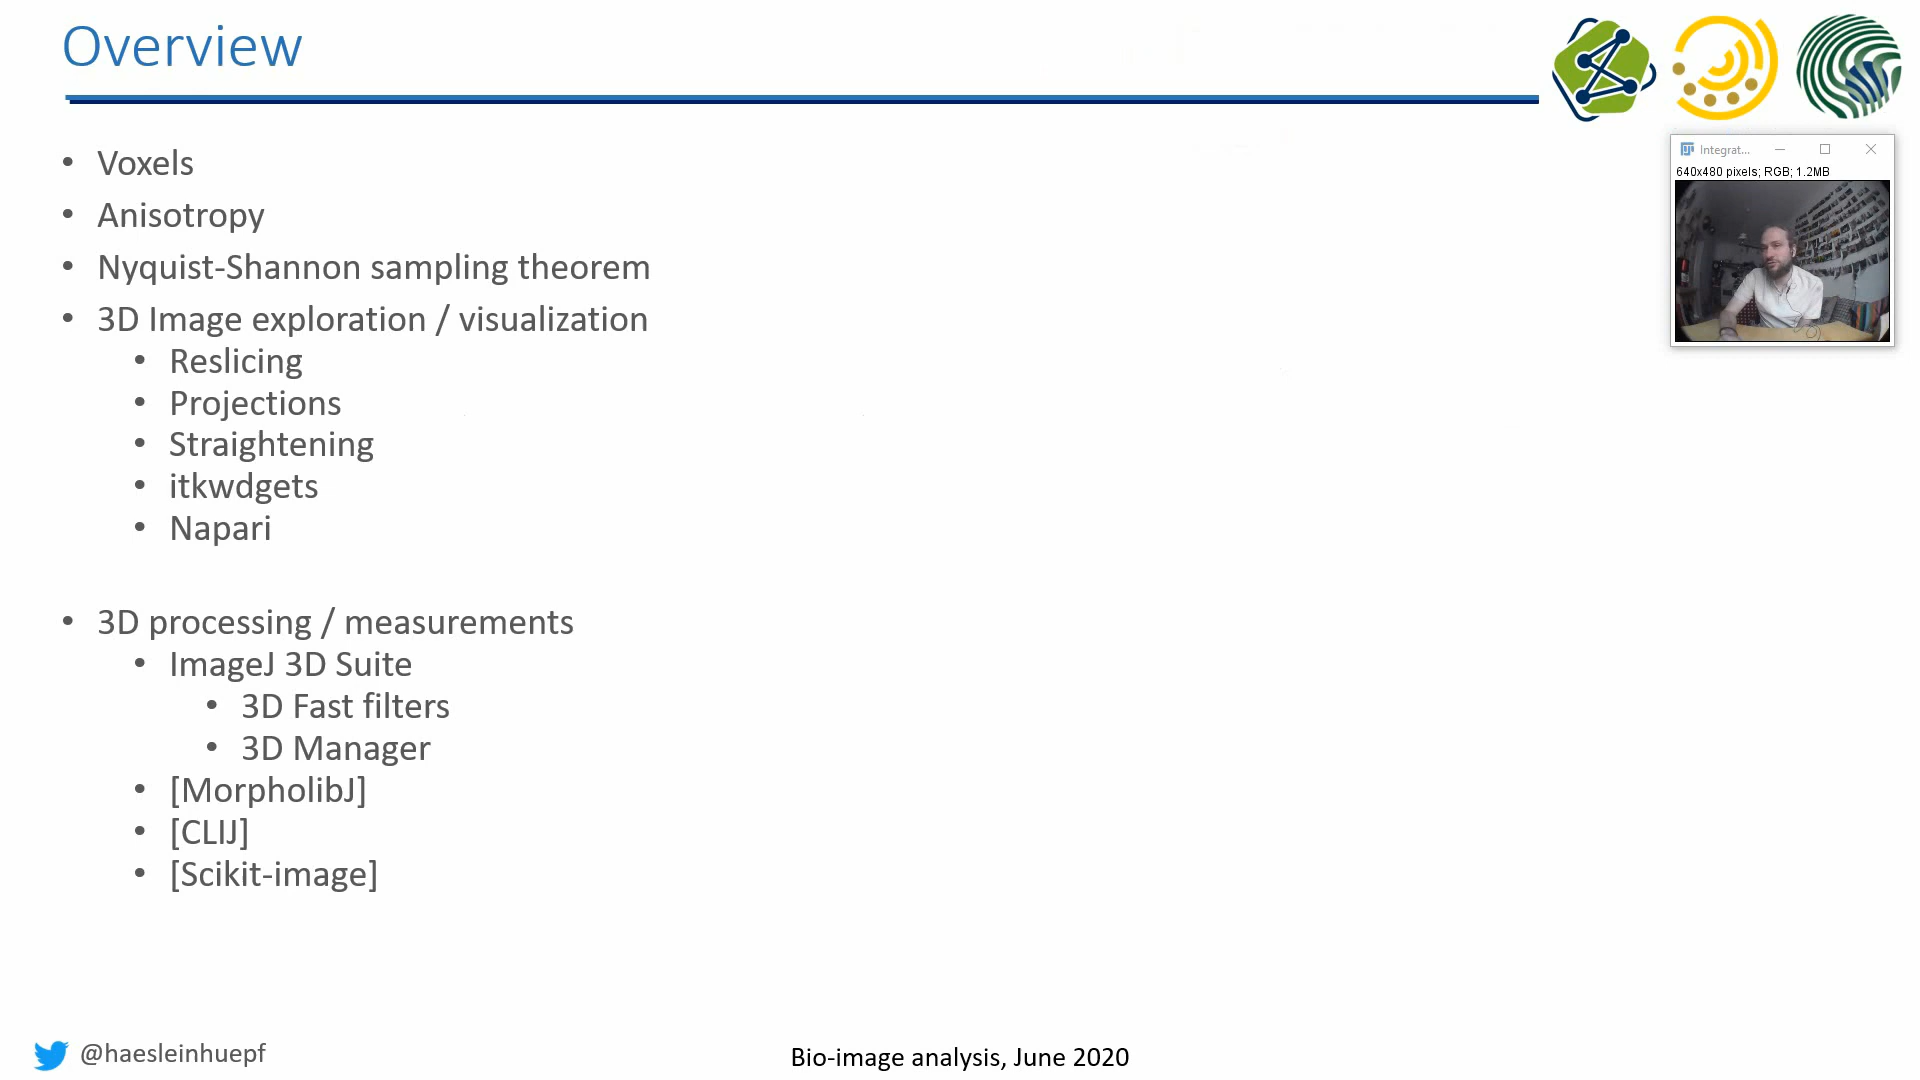 Overview
Integrat...
640x480 pixels; RGB; 1.2MB
• Voxels
• Anisotropy
• Nyquist-Shannon sampling theorem
• 3D Image exploration / visualization
• Reslicing
• Projections
• Straightening
• itkwdgets
• Napari
• 3D processing / measurements
• ImageJ 3D Suite
• 3D Fast filters
• 3D Manager
• [MorpholibJ]
• [CLIJ]
• [Scikit-image]
@haesleinhuepf
Bio-image analysis, June 2020